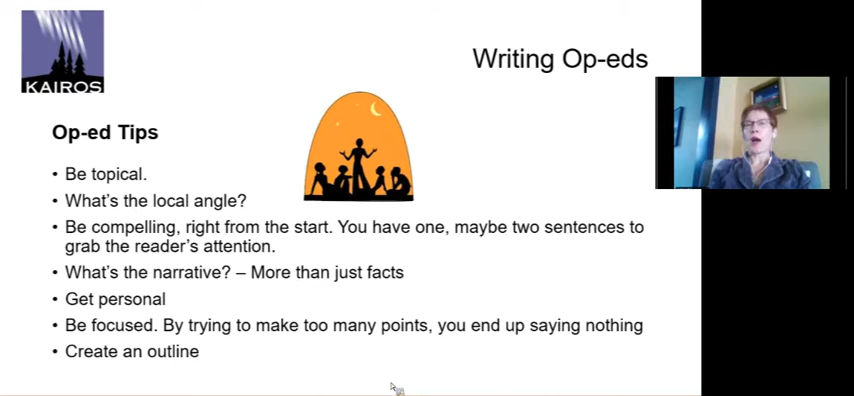 KAIROS
Writing Op-eds
Op-ed Tips
• Be topical.
• What's the local angle?
• Be compelling, right from the start. You have one, maybe two sentences to
grab the reader's attention.
• What's the narrative? – More than just facts
• Get personal
• Be focused. By trying to make too many points, you end up saying nothing
• Create an outline